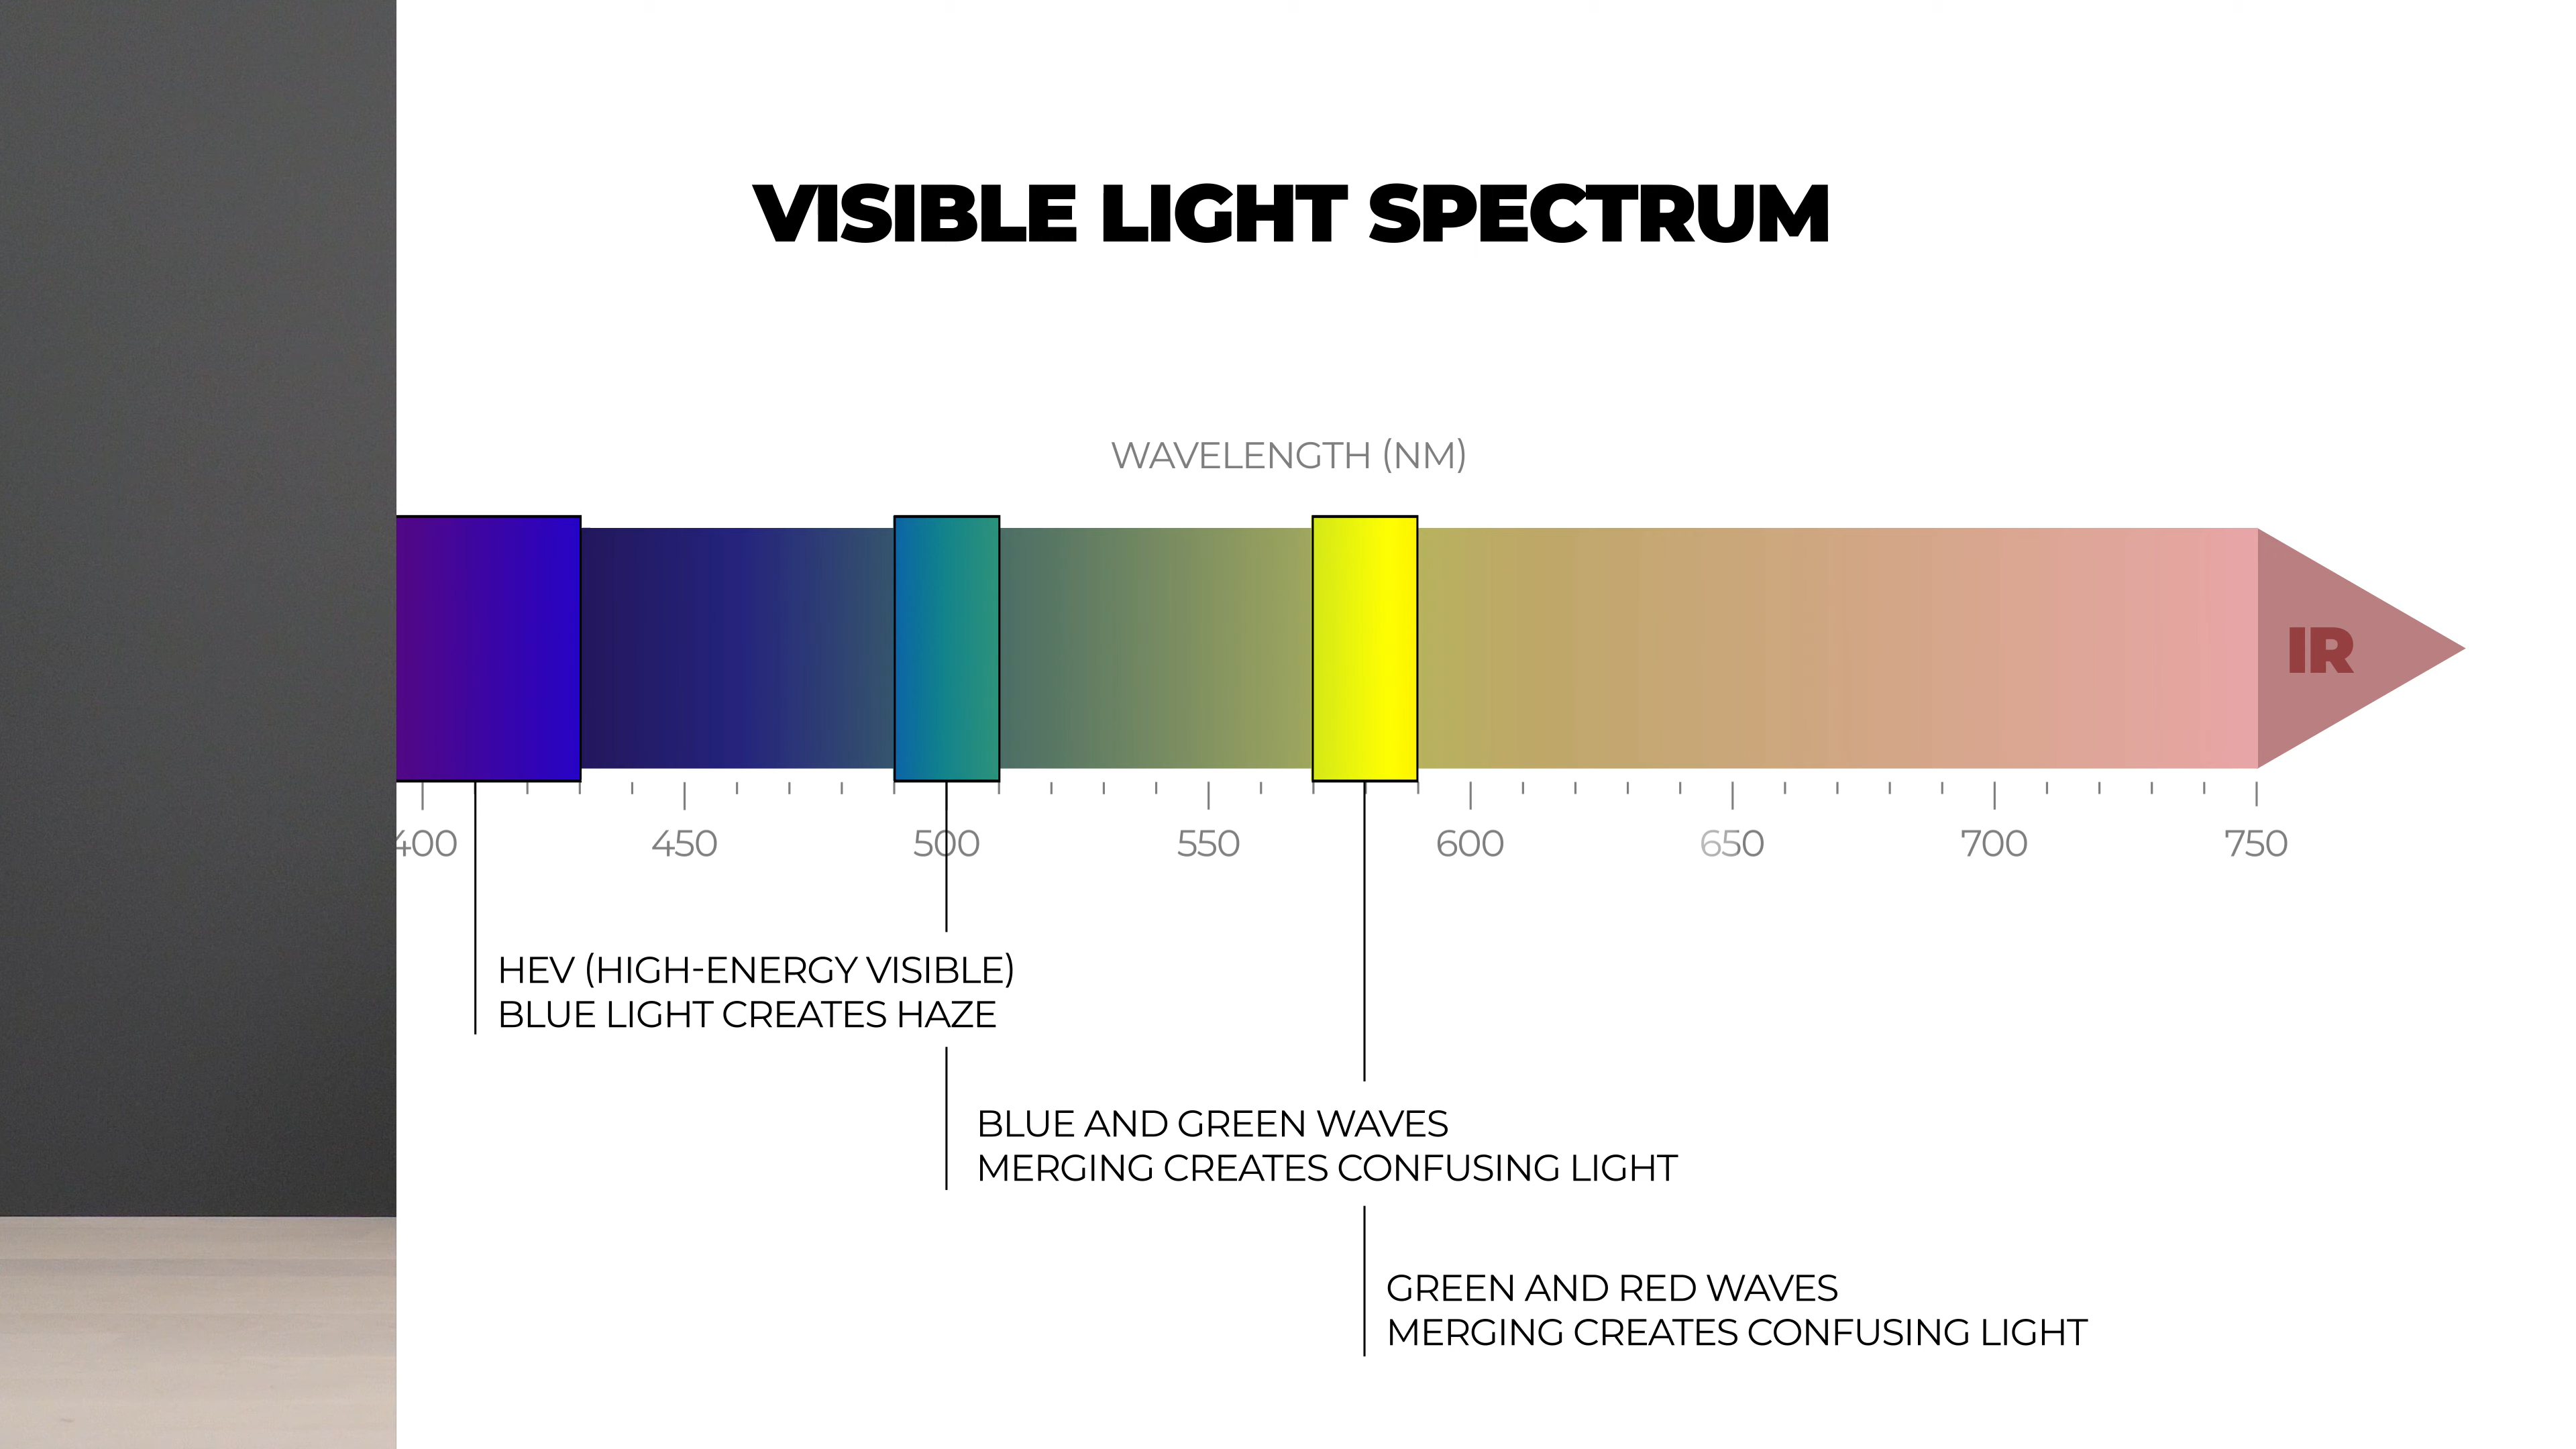 VISIBLE LIGHT SPECTRUM
WAVELENGTH (NM)
IR
400 450 500 550 600 650 700 750
HEV (HIGH-ENERGY VISIBLE)
BLUE LIGHT CREATES HAZE
BLUE AND GREEN WAVES
MERGING CREATES CONFUSING LIGHT
GREEN AND RED WAVES
MERGING CREATES CONFUSING LIGHT